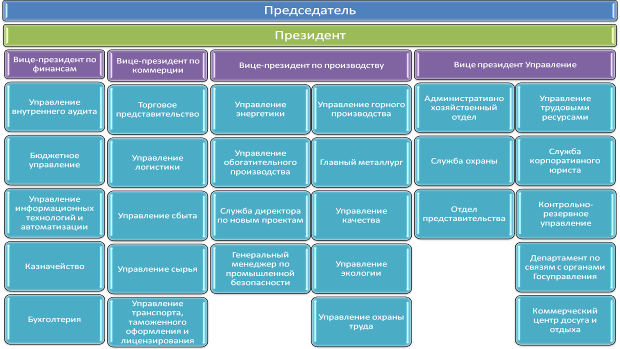 Председатель
Президент
Вице-президент по
финансам
Вице-президент по
коммерции
Вице-президент по производству
Вице президент Управление
Управление
внутреннего аудита
Торговое
представительство
Управление
энергетики
Управление горного
производства
Административно
хозяйственный
отдел
Управление
трудовыми
ресурсами
Бюджетное
управление
Управление
логистики
Управление
обогатительного
производства
Главный металлург
Служба охраны
Служба
корпоративного
юриста
Управление
информационных
технологий и
автоматизации
Управление сбыта
Служба директора
по новым проектам
Управление
качества
Отдел
представительства
Контрольно-
резервное
управление
Казначейство
Управление сырья
Генеральный
менеджер по
промышленной
безопасности
Управление
экологии
Департамент по
связям с органами
Госуправления
Бухгалтерия
Управление
транспорта,
таможенного
оформления и
лицензирования
Управление охраны
труда
Коммерческий
центр досуга и
отдыха